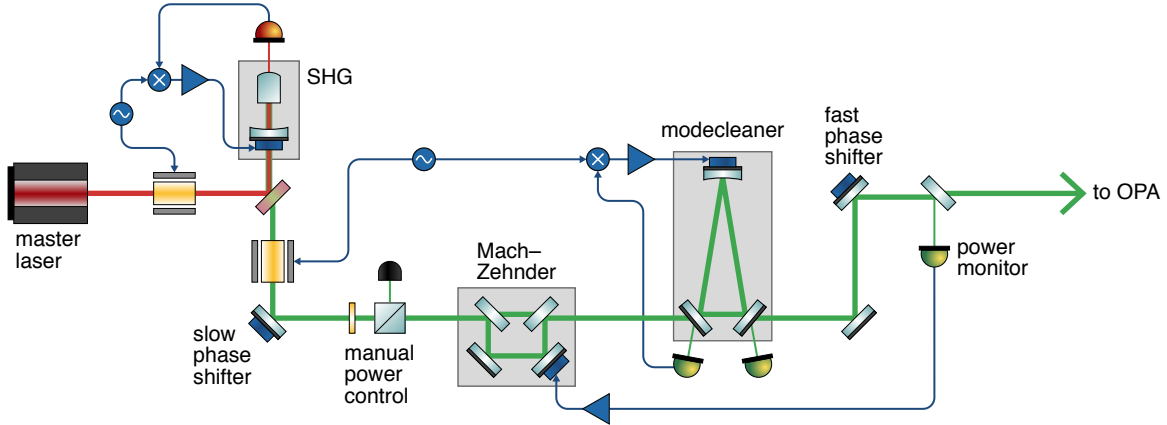 SHG
master
laser
slow
phase
shifter
manual
power
control
Mach–
Zehnder
modecleaner
fast
phase
shifter
to OPA
power
monitor